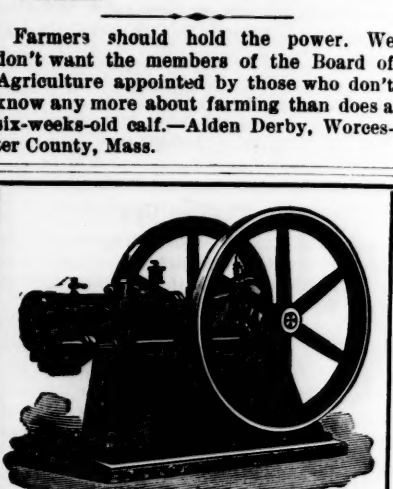 Farmers should hold the power. We
don't want the members of the Board of
Agriculture appointed by those who don't
know any more about farming than does a
six-weeks-old calf.—Alden Derby, Worces-
ter County, Mass.